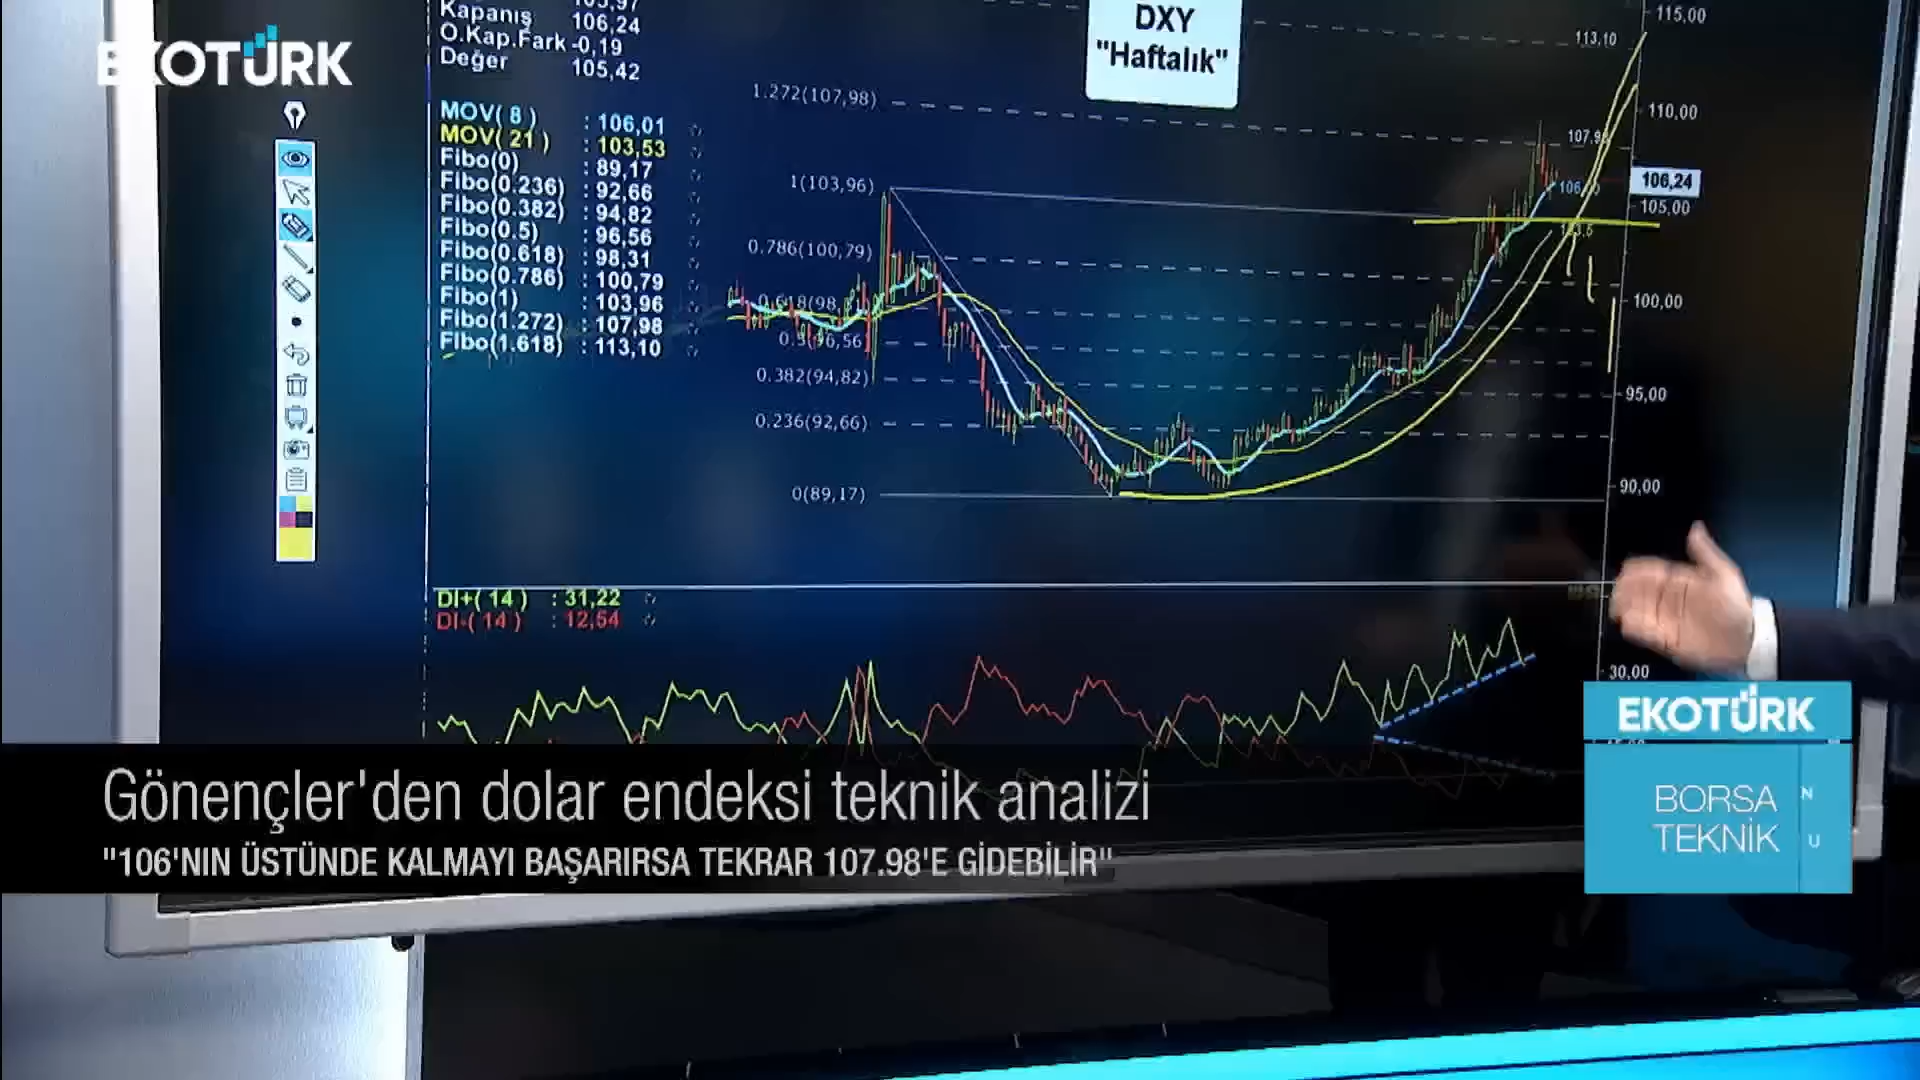 EKOTÜRK
Kapanış 106,24
Ö.Kap.Fark -0,19
Değer 105,42
MOV( 8 ) : 106,01
MOV( 21 ) : 103,53
Fibo(0) : 89,17
Fibo(0.236) : 92,66
Fibo(0.382) : 94,82
Fibo(0.5) : 96,56
Fibo(0.618) : 98,31
Fibo(0.786) : 100,79
Fibo(1) : 103,96
Fibo(1.272) : 107,98
Fibo(1.618) : 113,10
DXY
"Haftalık"
1.272(107,98)
1(103,96)
0.786(100,79)
0.5(96,56)
0.382(94,82)
0.236(92,66)
0(89,17)
113,10
115,00
110,00
106,24
105,00
100,00
95,00
90,00
DI+( 14 ) : 31,22
DI-( 14 ) : 12,54
30,00
Gönençler'den dolar endeksi teknik analizi
"106'NIN ÜSTÜNDE KALMAYI BAŞARIRSA TEKRAR 107.98'E GİDEBİLİR"
EKOTÜRK
BORSA
TEKNİK
N
U